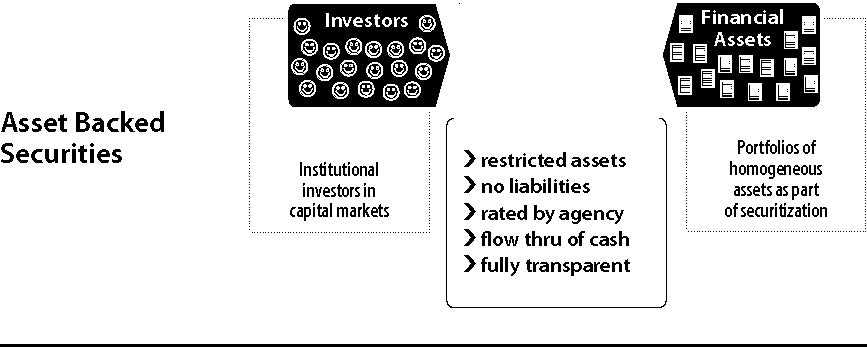 Investors
Financial
Assets
Asset Backed
Securities
Institutional
investors in
capital markets
restricted assets
no liabilities
rated by agency
flow thru of cash
fully transparent
Portfolios of
homogeneous
assets as part
of securitization